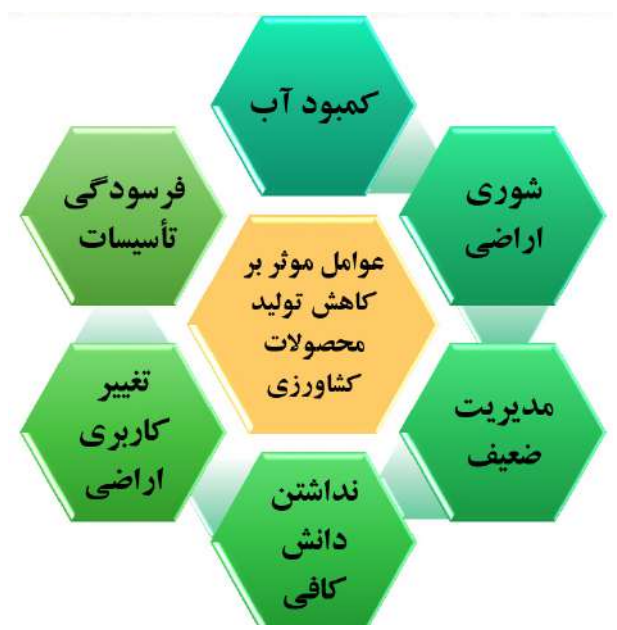 کمبود آب
شوری
اراضی
مدیریت
ضعیف
نداشتن
دانش
کافی
تغییر
کاربری
اراضی
فرسودگی
تأسیسات
عوامل موثر بر
کاهش تولید
محصولات
کشاورزی